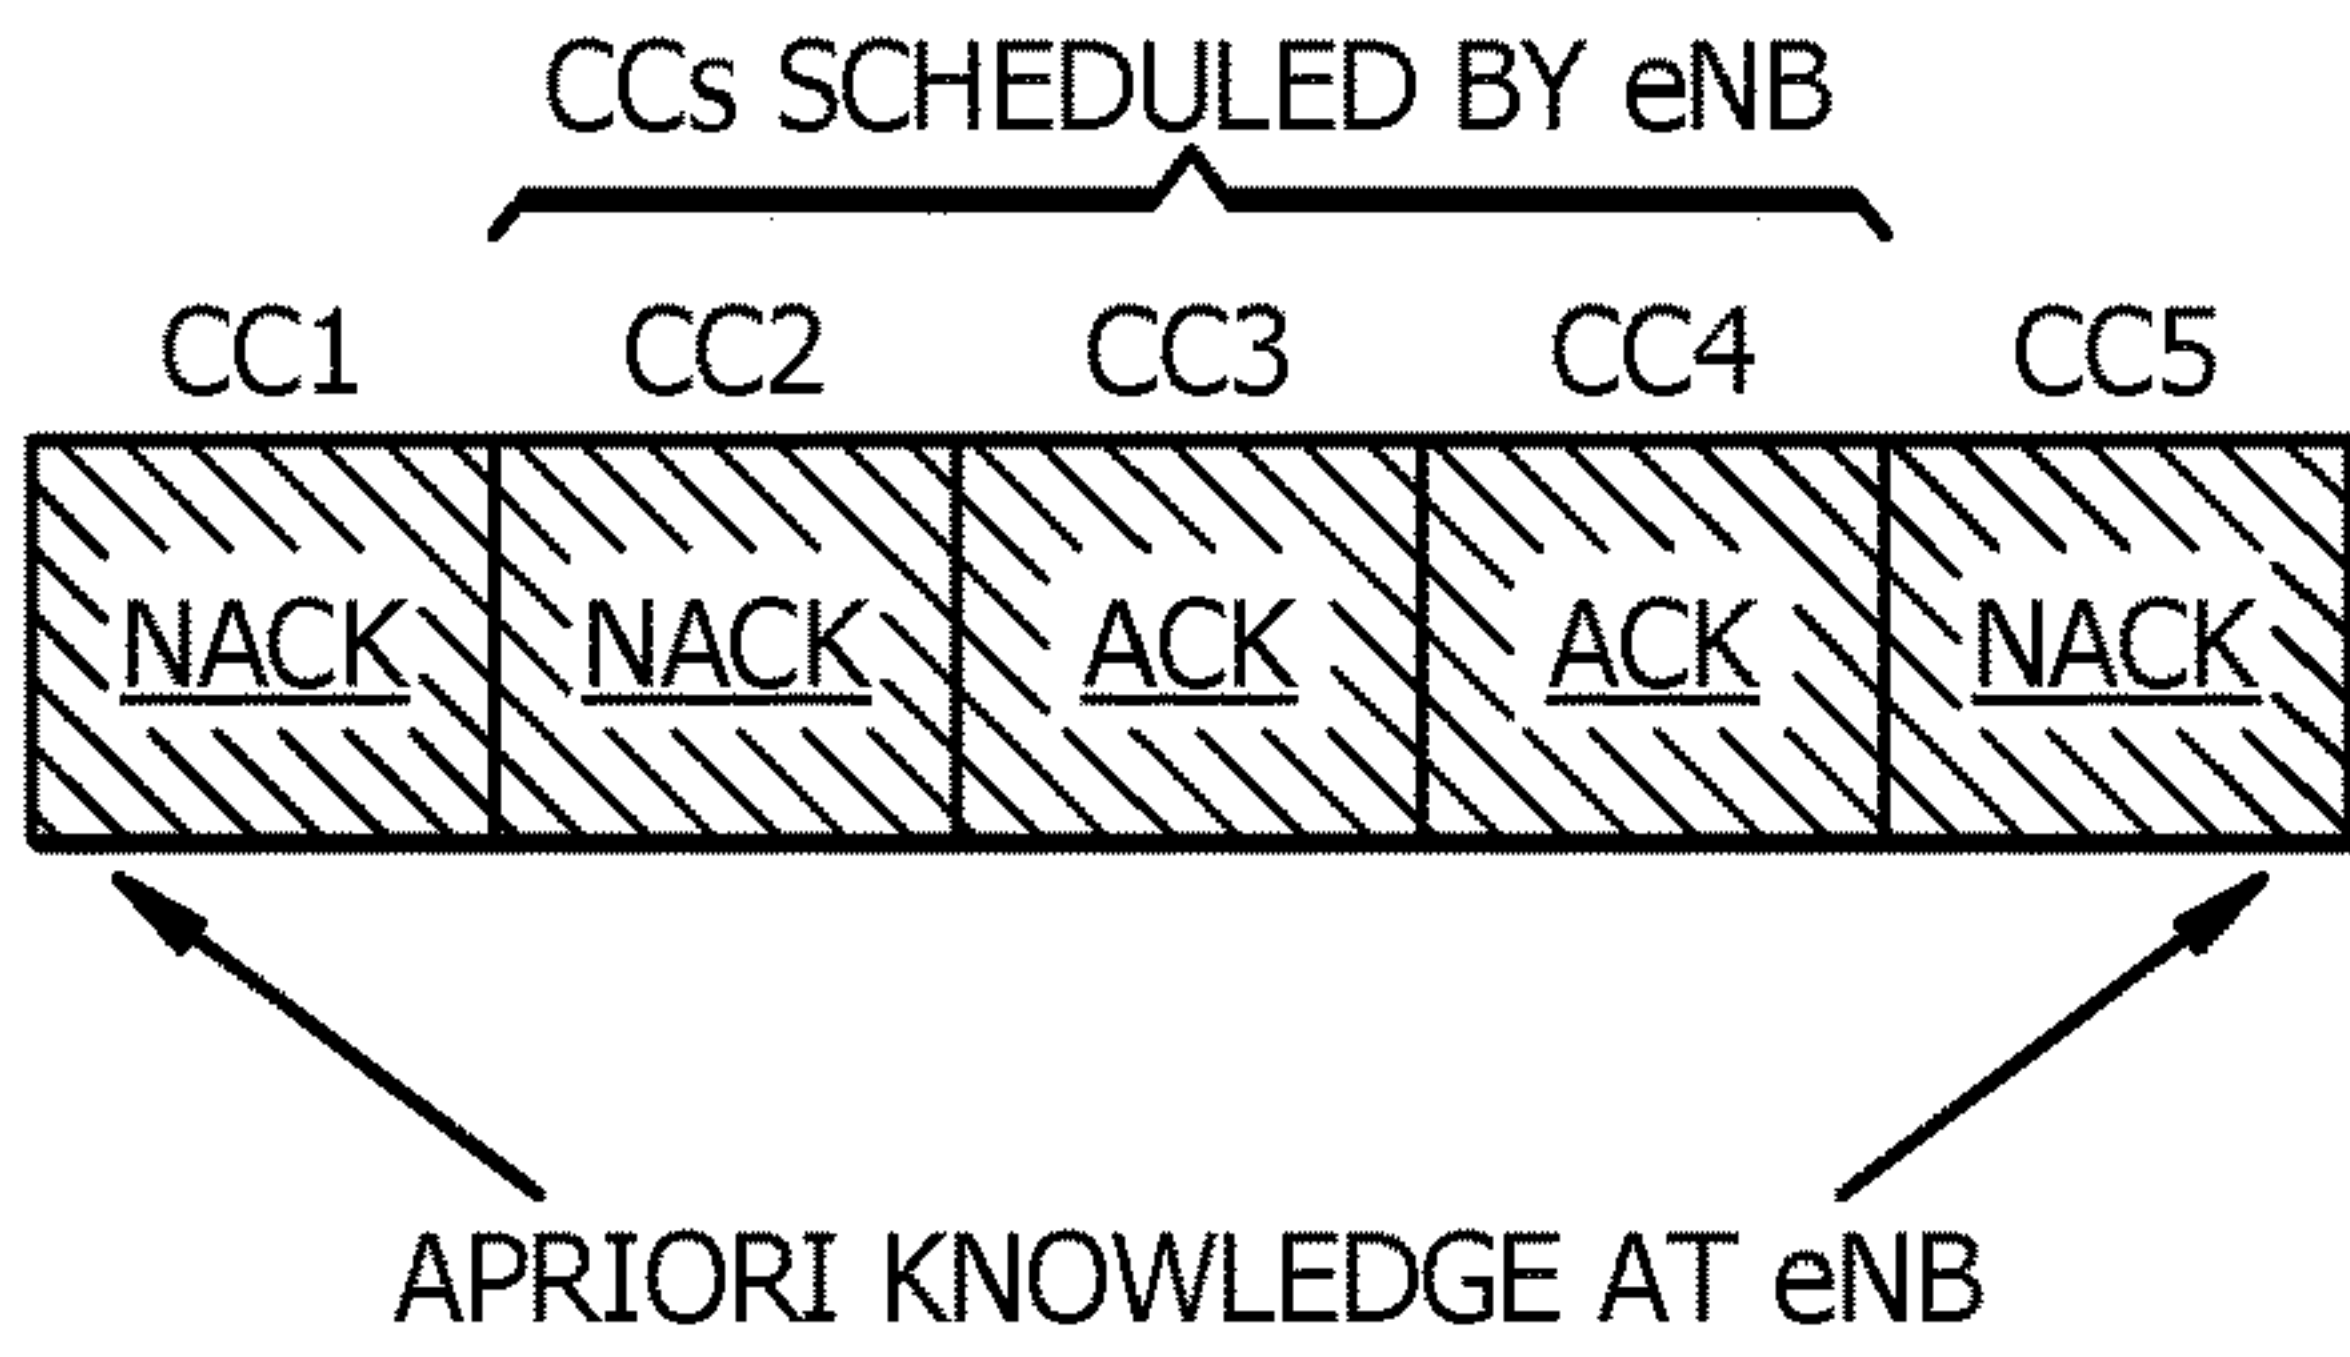 CCs SCHEDULED BY eNB
CC1 CC2 CC3 CC4 CC5
NACK NACK ACK ACK NACK
APRIORI KNOWLEDGE AT eNB